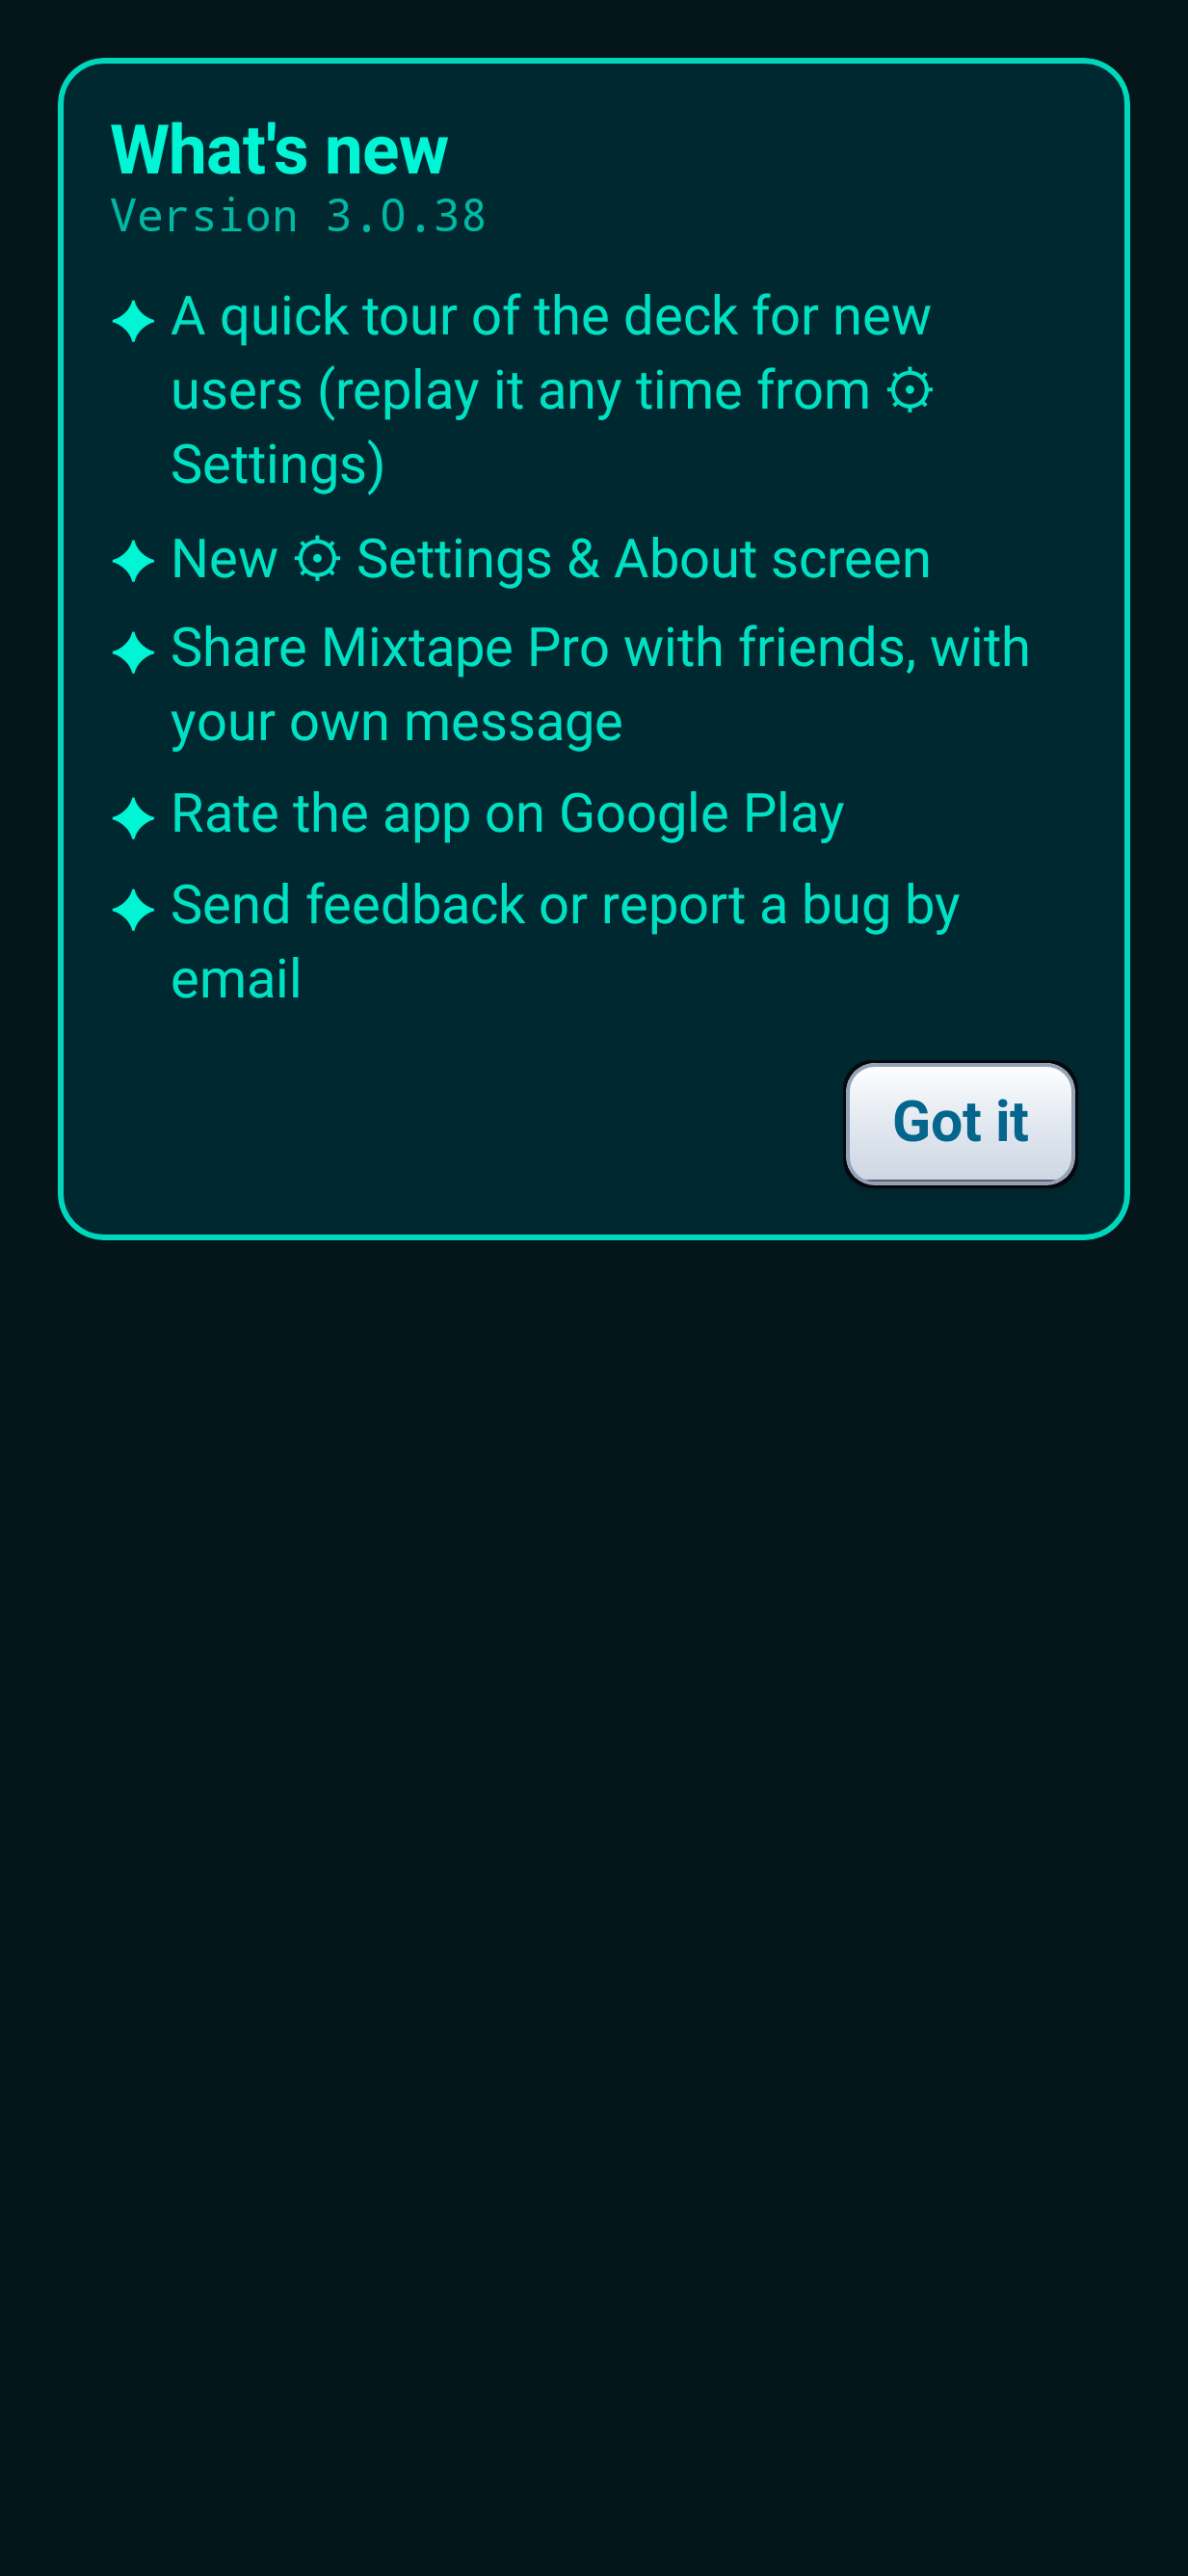 What's new
Version 3.0.38
✦ A quick tour of the deck for new
users (replay it any time from ⚙
Settings)
✦ New ⚙ Settings & About screen
✦ Share Mixtape Pro with friends, with
your own message
✦ Rate the app on Google Play
✦ Send feedback or report a bug by
email
Got it